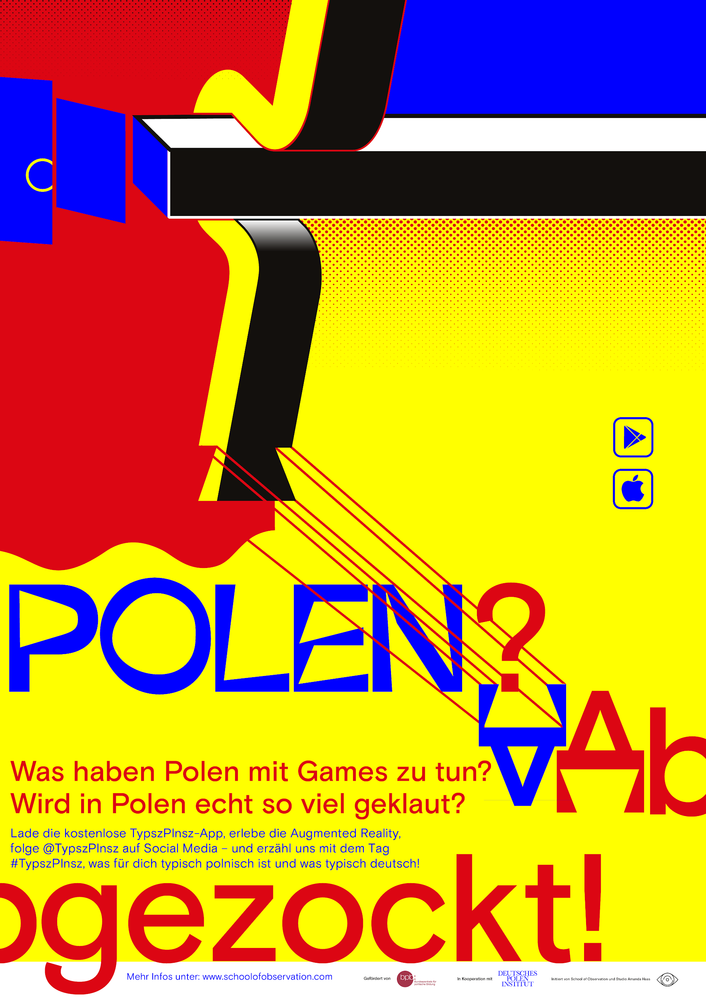 POLEN?
Ab
Was haben Polen mit Games zu tun?
Wird in Polen echt so viel geklaut?
Lade die kostenlose TypszPlnsz-App, erlebe die Augmented Reality,
folge @TypszPlnsz auf Social Media – und erzähl uns mit dem Tag
#TypszPlnsz, was für dich typisch polnisch ist und was typisch deutsch!
bgezockt!
Mehr Infos unter: www.schoolofobservation.com
Gefördert von
bpb:
Bundeszentrale für
politische Bildung
In Kooperation mit
DEUTSCHES
POLEN
INSTITUT
Initiiert von School of Observation und Studio Amanda Haas